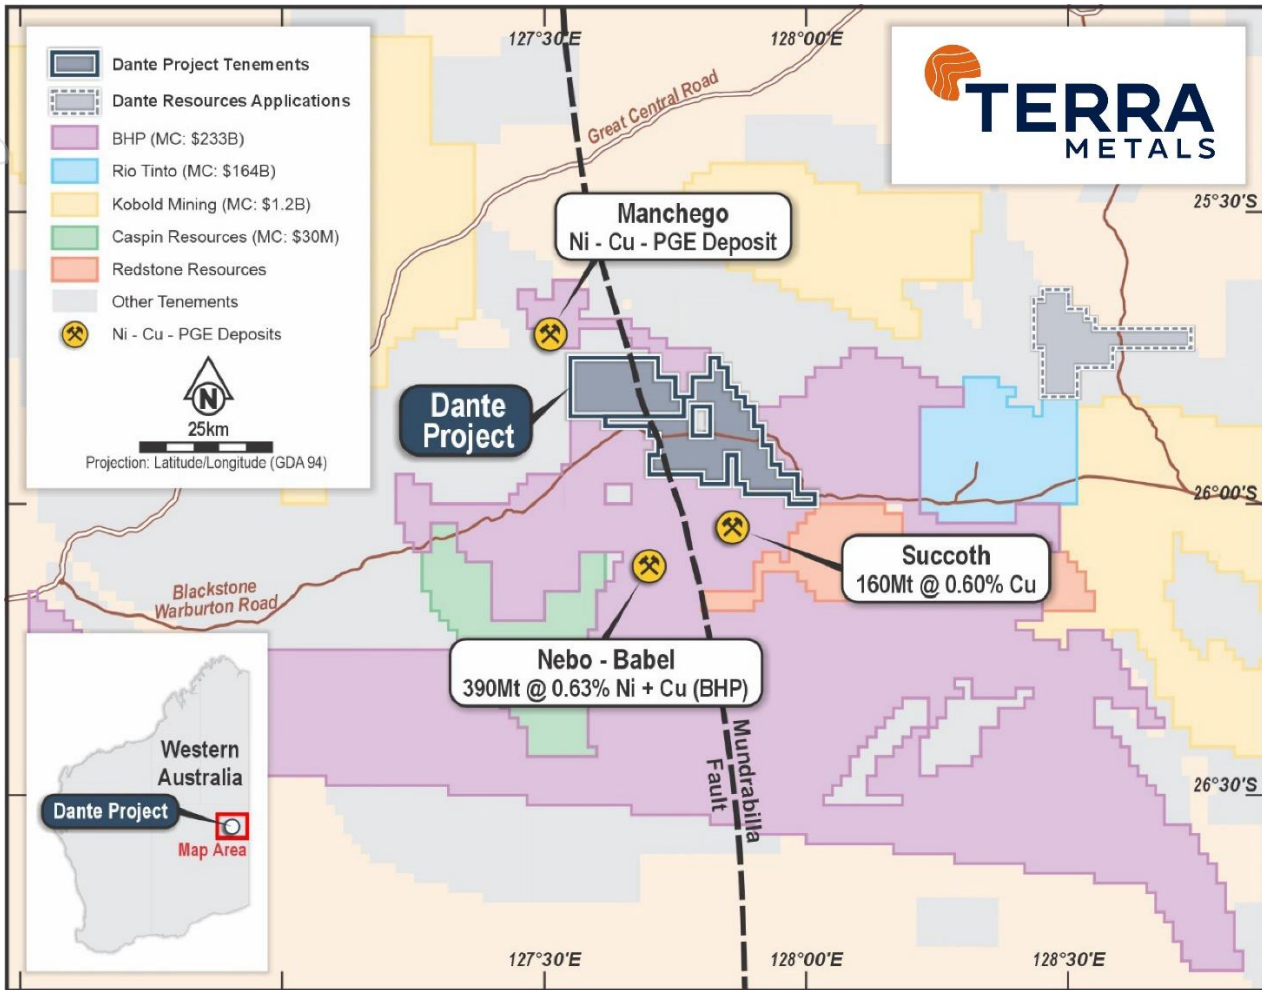 127°30'E
128°00'E
Dante Project Tenements
Dante Resources Applications
BHP (MC: $233B)
Rio Tinto (MC: $164B)
Kobold Mining (MC: $1.2B)
Caspin Resources (MC: $30M)
Redstone Resources
Other Tenements
Ni - Cu - PGE Deposits
N
25km
Projection: Latitude/Longitude (GDA 94)
Great Central Road
TERRA
METALS
25°30'S
Manchego
Ni - Cu - PGE Deposit
Dante
Project
26°00'S
Succoth
160Mt @ 0.60% Cu
Blackstone
Warburton Road
Nebo - Babel
390Mt @ 0.63% Ni + Cu (BHP)
Mundrabilla
Fault
26°30'S
Western
Australia
Dante Project
Map Area
127°30'E
128°00'E
128°30'E